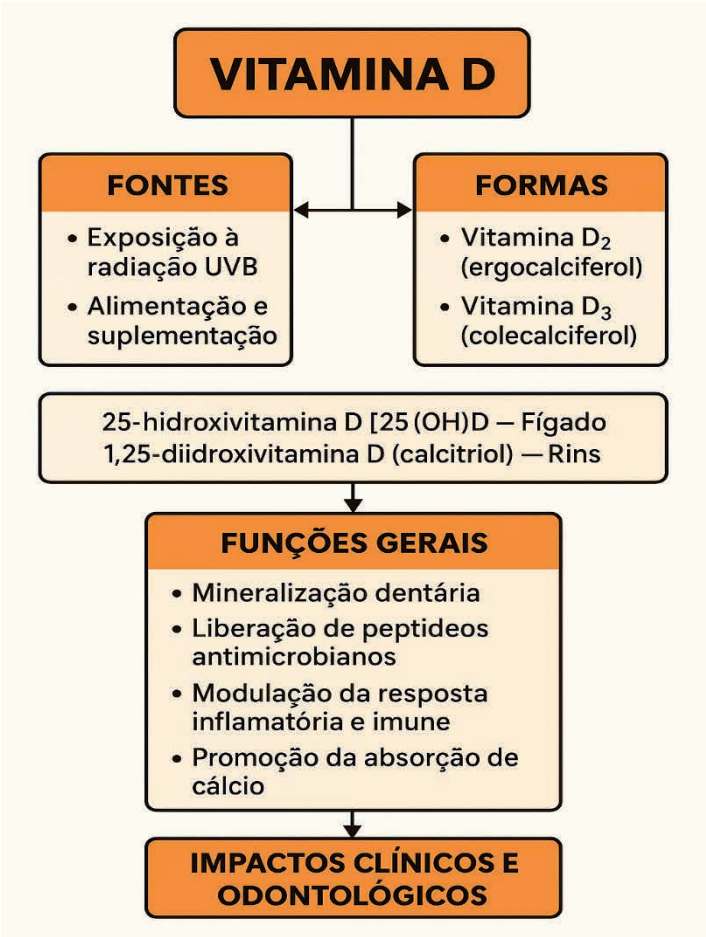 VITAMINA D
FONTES
• Exposição à
radiação UVB
• Alimentação e
suplementação
FORMAS
• Vitamina D₂
(ergocalciferol)
• Vitamina D₃
(colecalciferol)
25-hidroxivitamina D [25 (OH)D – Fígado
1,25-diidroxivitamina D (calcitriol) — Rins
FUNÇÕES GERAIS
• Mineralização dentária
• Liberação de peptideos
antimicrobianos
• Modulação da resposta
inflamatória e imune
• Promoção da absorção de
cálcio
IMPACTOS CLÍNICOS E
ODONTOLÓGICOS